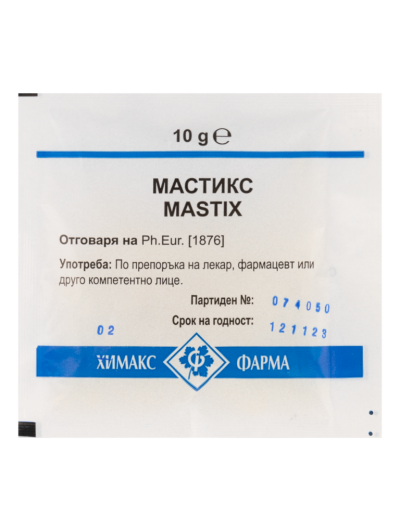 10 g ℮
МАСТИКС
MASTIX
Отговаря на Ph.Eur. [1876]
Употреба: По препоръка на лекар, фармацевт или
друго компетентно лице.
Партиден №: 074050
Срок на годност: 121123
02
ХИМАКС Ф ФАРМА